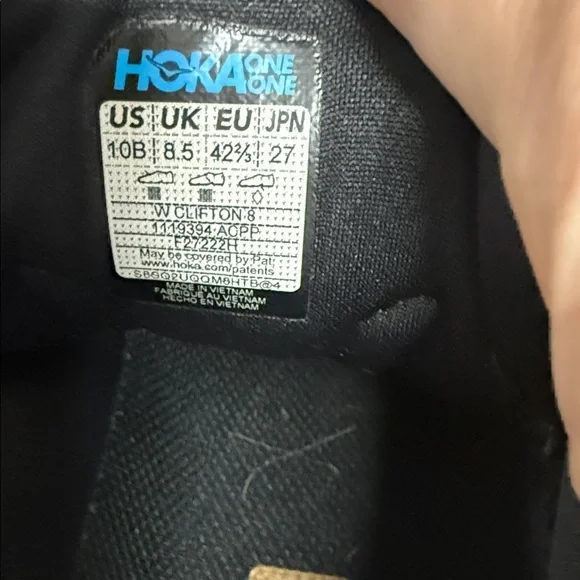 HOKA ONE ONE
US UK EU JPN
10B 8.5 42⅔ 27
W CLIFTON 8
1119394 ACPP
F27222H
May be covered by Pat.
www.hoka.com/patents
MADE IN VIETNAM
FABRIQUE AU VIETNAM
HECHO EN VIETNAM